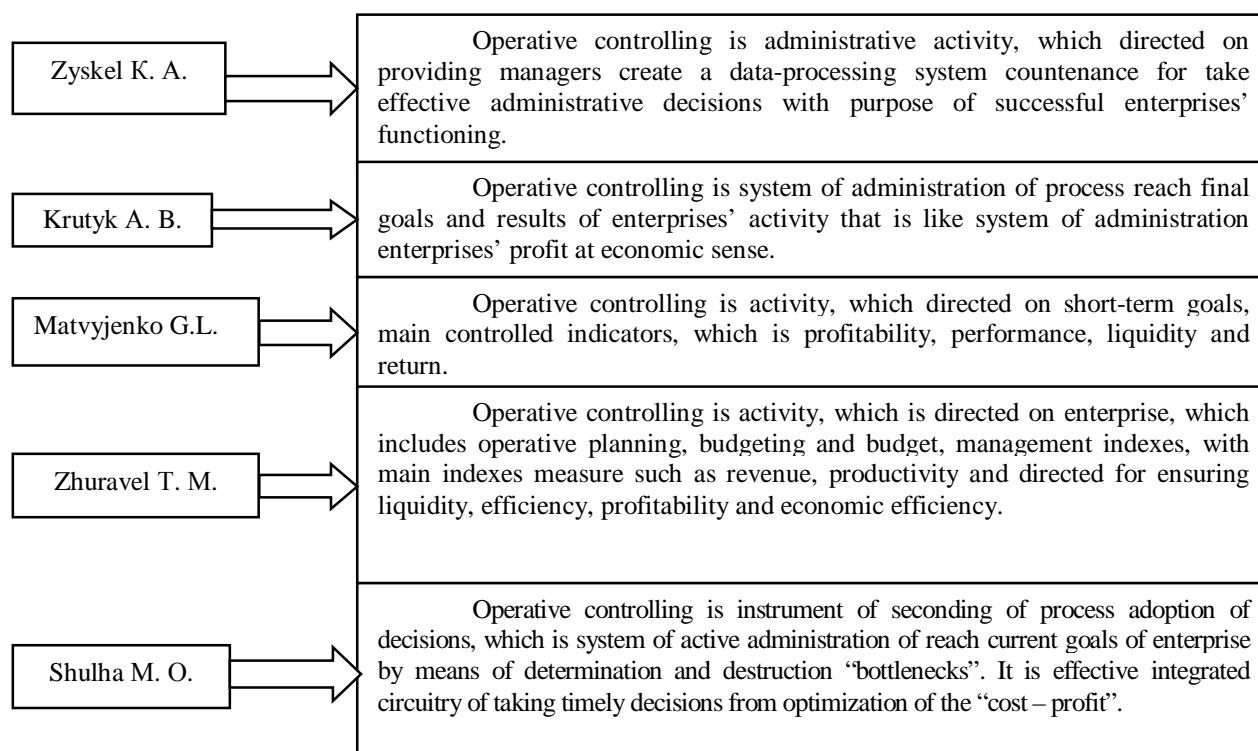 Zyskel K. A.
Operative controlling is administrative activity, which directed on
providing managers create a data-processing system countenance for take
effective administrative decisions with purpose of successful enterprises’
functioning.
Krutyk A. B.
Operative controlling is system of administration of process reach final
goals and results of enterprises’ activity that is like system of administration
enterprises’ profit at economic sense.
Matvyjenko G.L.
Operative controlling is activity, which directed on short-term goals,
main controlled indicators, which is profitability, performance, liquidity and
return.
Zhuravel T. M.
Operative controlling is activity, which is directed on enterprise, which
includes operative planning, budgeting and budget, management indexes, with
main indexes measure such as revenue, productivity and directed for ensuring
liquidity, efficiency, profitability and economic efficiency.
Shulha M. O.
Operative controlling is instrument of seconding of process adoption of
decisions, which is system of active administration of reach current goals of enterprise
by means of determination and destruction “bottlenecks”. It is effective integrated
circuitry of taking timely decisions from optimization of the “cost – profit”.